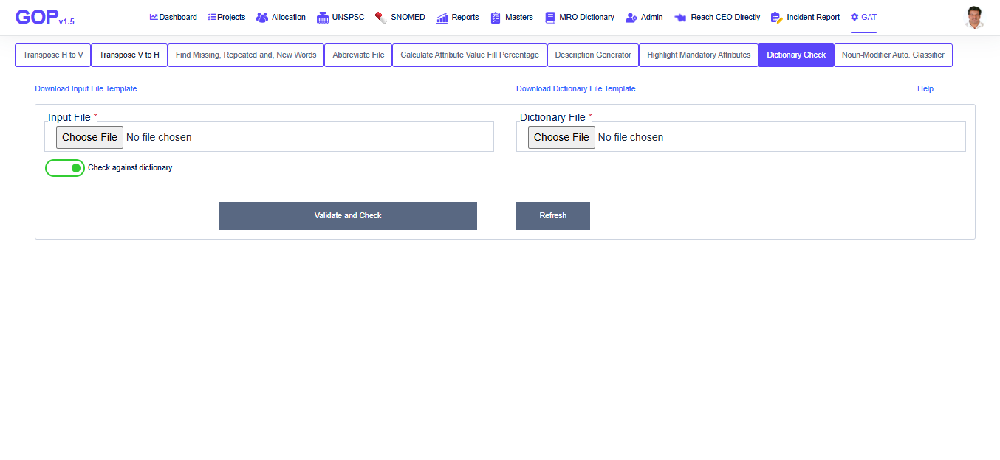 GOP v1.5 Dashboard Projects Allocation UNSPSC SNOMED Reports Masters MRO Dictionary Admin Reach CEO Directly Incident Report GAT
Transpose H to V Transpose V to H Find Missing, Repeated and, New Words Abbreviate File Calculate Attribute Value Fill Percentage Description Generator Highlight Mandatory Attributes Dictionary Check Noun-Modifier Auto. Classifier
Download Input File Template Download Dictionary File Template Help
Input File * Dictionary File *
Choose File No file chosen Choose File No file chosen
Check against dictionary
Validate and Check Refresh